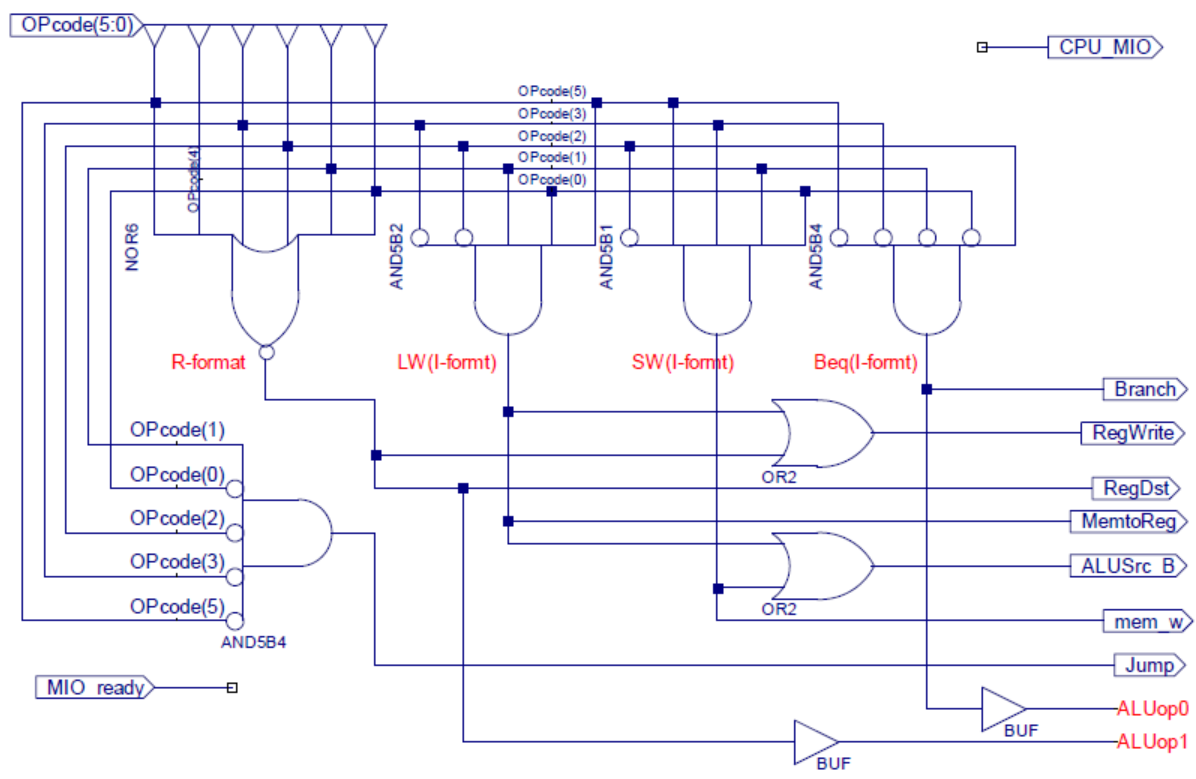 OPcode(5:0)
CPU_MIO
OPcode(5)
OPcode(3)
OPcode(2)
OPcode(1)
OPcode(0)
OPcode(4)
NOR6
AND5B2
AND5B1
AND5B4
R-format
LW(I-formt)
SW(I-formt)
Beq(I-formt)
Branch
OPcode(1)
RegWrite
OPcode(0)
OR2
RegDst
OPcode(2)
MemtoReg
OPcode(3)
ALUSrc_B
OPcode(5)
OR2
mem_w
AND5B4
Jump
MIO_ready
ALUop0
BUF
ALUop1
BUF